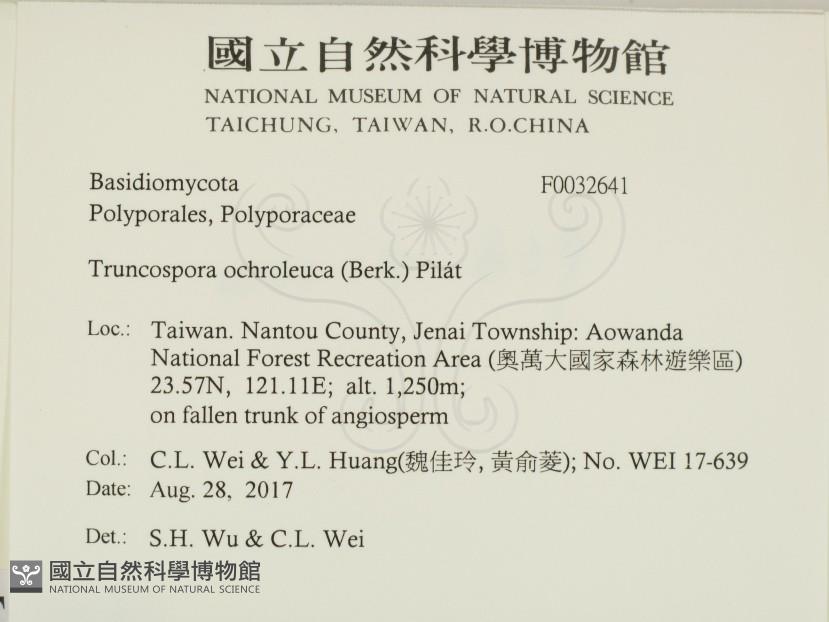 國立自然科學博物館
NATIONAL MUSEUM OF NATURAL SCIENCE
TAICHUNG, TAIWAN, R.O.CHINA
Basidiomycota F0032641
Polyporales, Polyporaceae
Truncospora ochroleuca (Berk.) Pilát
Loc.: Taiwan. Nantou County, Jenai Township: Aowanda
National Forest Recreation Area (奧萬大國家森林遊樂區)
23.57N, 121.11E; alt. 1,250m;
on fallen trunk of angiosperm
Col.: C.L. Wei & Y.L. Huang(魏佳玲, 黃俞菱); No. WEI 17-639
Date: Aug. 28, 2017
Det.: S.H. Wu & C.L. Wei
國立自然科學博物館
NATIONAL MUSEUM OF NATURAL SCIENCE